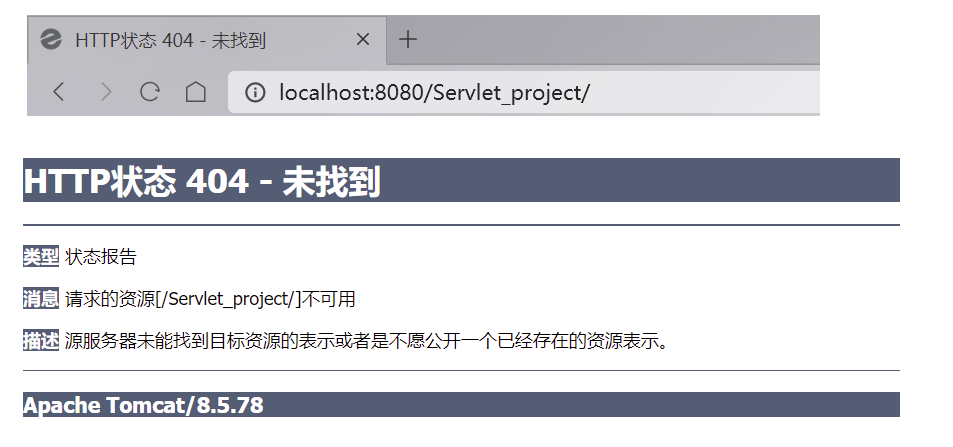 HTTP状态 404 - 未找到
localhost:8080/Servlet_project/
HTTP状态 404 - 未找到
类型 状态报告
消息 请求的资源[/Servlet_project/]不可用
描述 源服务器未能找到目标资源的表示或者是不愿公开一个已经存在的资源表示。
Apache Tomcat/8.5.78